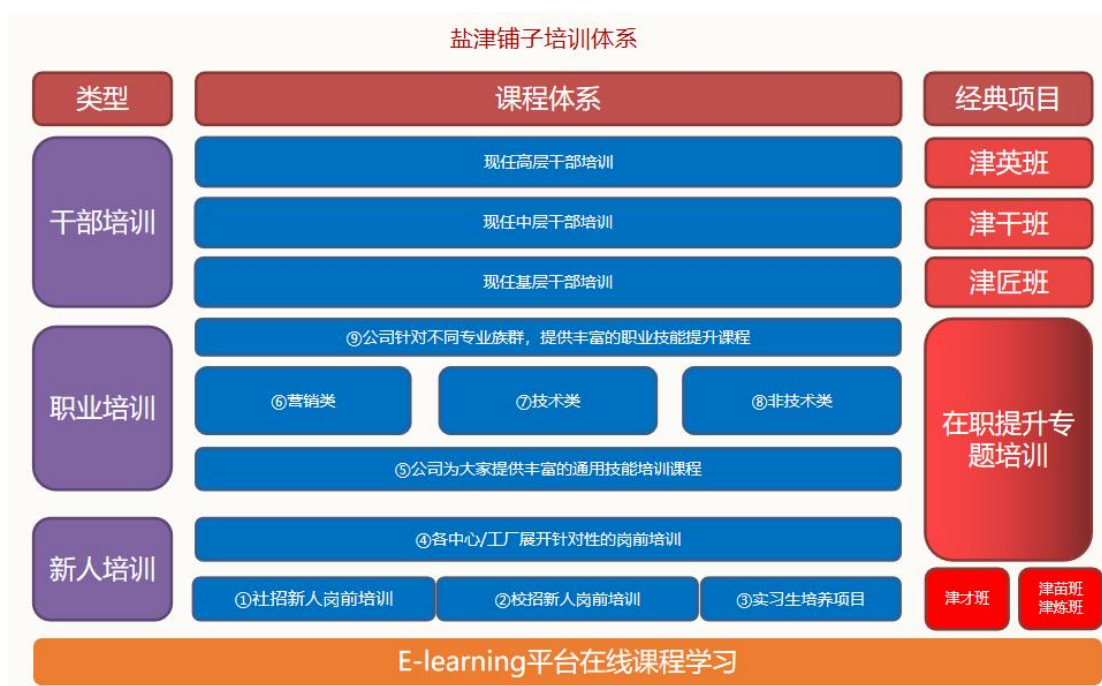 盐津铺子培训体系
类型
课程体系
经典项目
干部培训
现任高层干部培训
津英班
现任中层干部培训
津干班
现任基层干部培训
津匠班
职业培训
⑨公司针对不同专业族群，提供丰富的职业技能提升课程
⑥营销类
⑦技术类
⑧非技术类
⑤公司为大家提供丰富的通用技能培训课程
在职提升专
题培训
新人培训
④各中心/工厂展开针对性的岗前培训
①社招新人岗前培训
②校招新人岗前培训
③实习生培养项目
津才班
津苗班
津炼班
E-learning平台在线课程学习